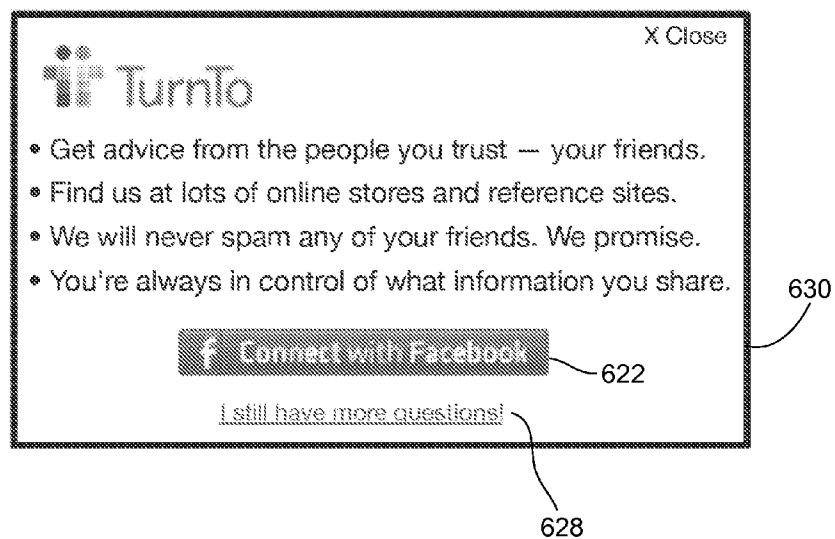 X Close
TurnTo
• Get advice from the people you trust — your friends.
• Find us at lots of online stores and reference sites.
• We will never spam any of your friends. We promise.
• You're always in control of what information you share.
630
f Connect with Facebook
622
I still have more questions!
628